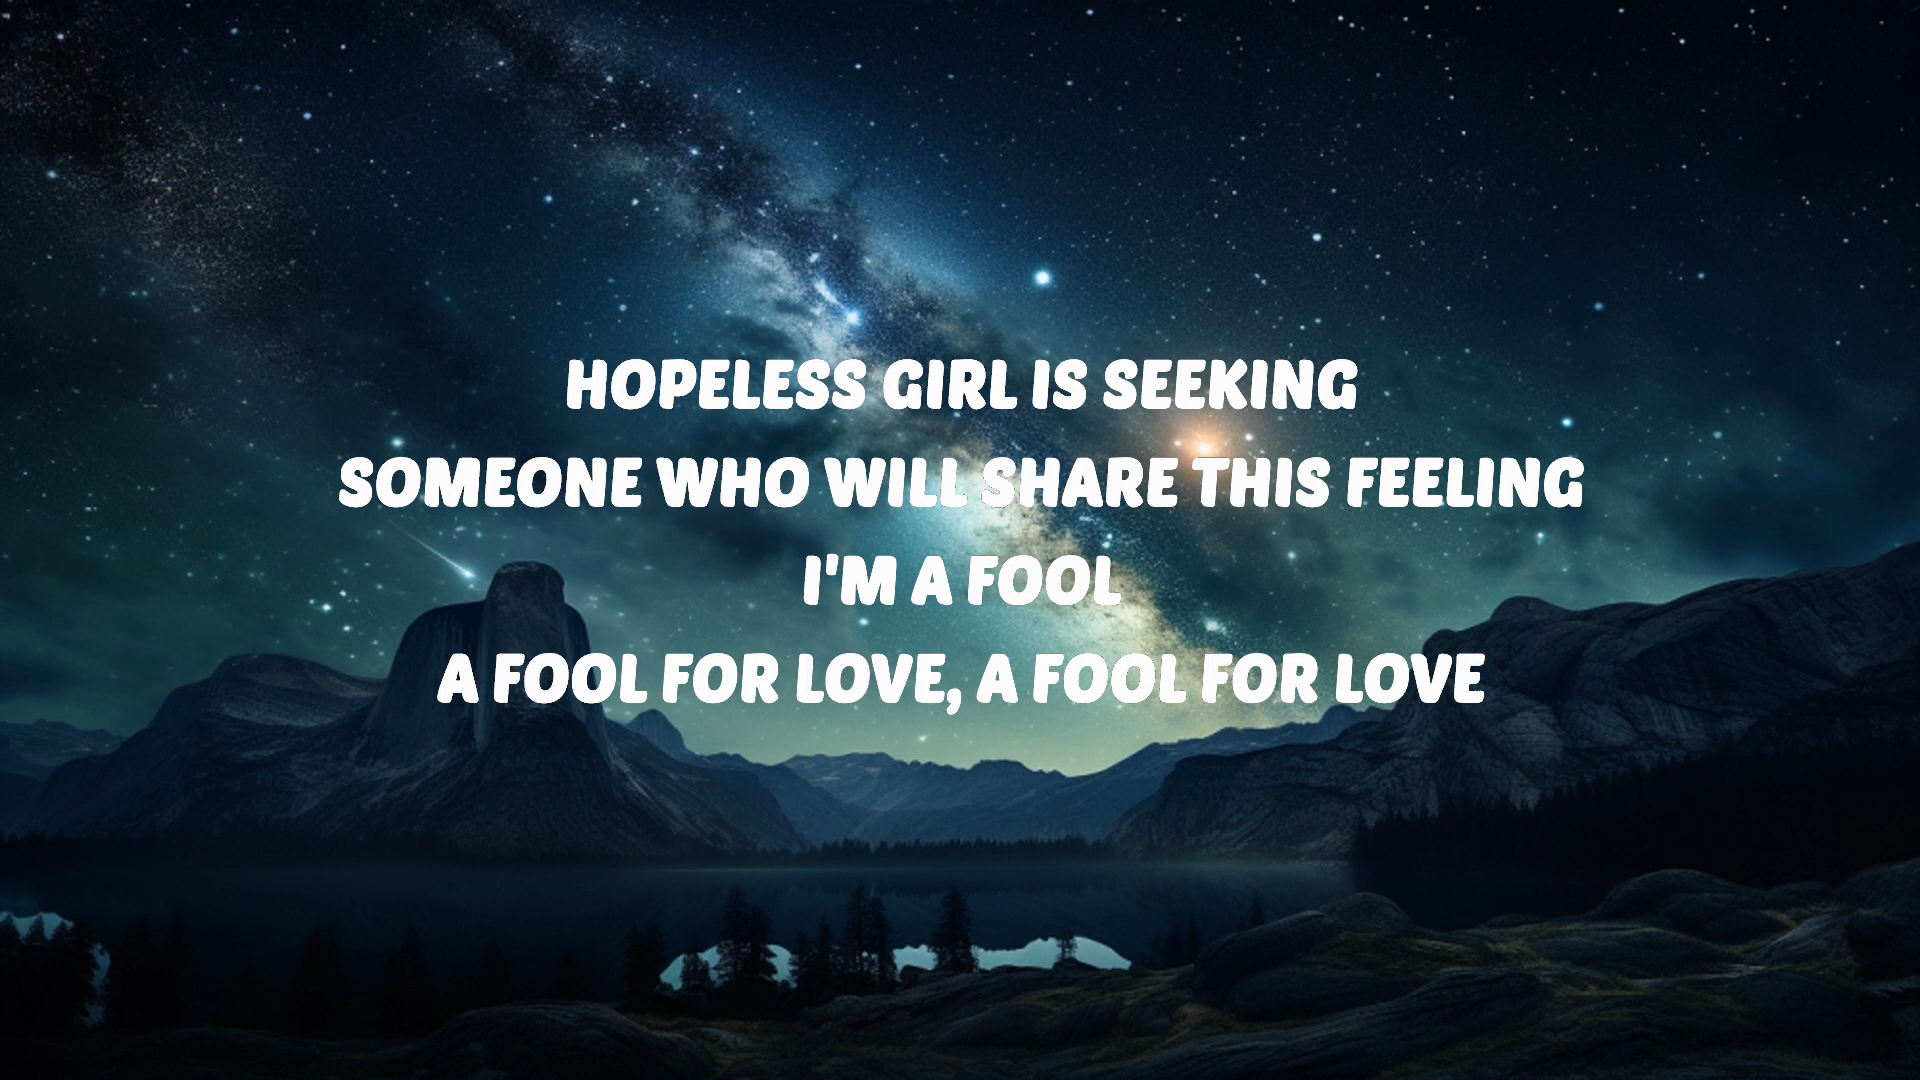 HOPELESS GIRL IS SEEKING
SOMEONE WHO WILL SHARE THIS FEELING
I'M A FOOL
A FOOL FOR LOVE, A FOOL FOR LOVE